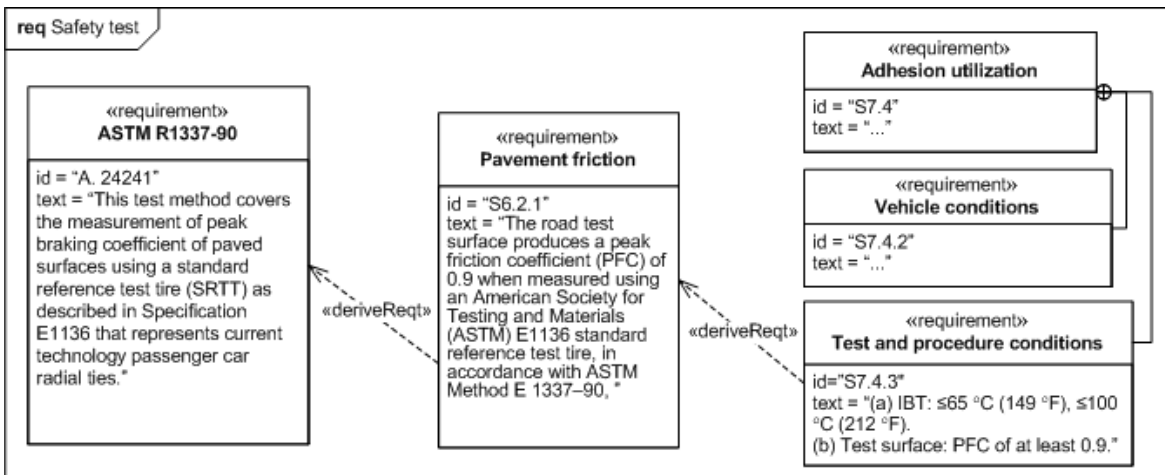 req Safety test
«requirement»
ASTM R1337-90
id = “A. 24241”
text = “This test method covers
the measurement of peak
braking coefficient of paved
surfaces using a standard
reference test tire (SRTT) as
described in Specification
E1136 that represents current
technology passenger car
radial ties.”
«deriveReqt»
«requirement»
Pavement friction
id = “S6.2.1”
text = “The road test
surface produces a peak
friction coefficient (PFC) of
0.9 when measured using
an American Society for
Testing and Materials
(ASTM) E1136 standard
reference test tire, in
accordance with ASTM
Method E 1337–90, ”
«deriveReqt»
«requirement»
Adhesion utilization
id = “S7.4”
text = “...”
«requirement»
Vehicle conditions
id = “S7.4.2”
text = “...”
«requirement»
Test and procedure conditions
id=”S7.4.3”
text = “(a) IBT: ≤65 °C (149 °F), ≤100
°C (212 °F).
(b) Test surface: PFC of at least 0.9.”